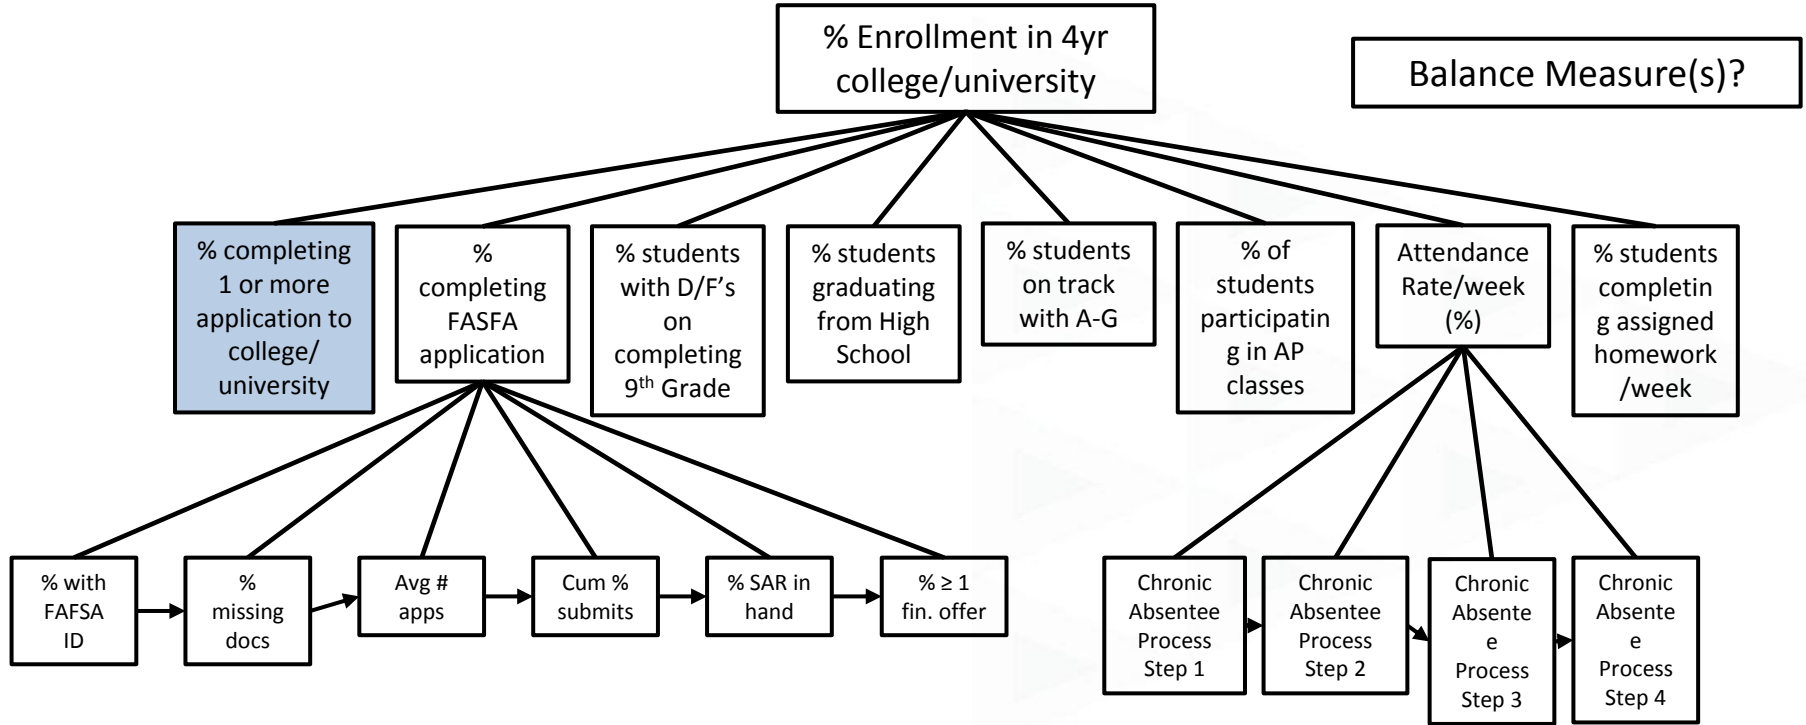 % Enrollment in 4yr
college/university
Balance Measure(s)?
% completing
1 or more
application to
college/
university
%
completing
FASFA
application
% students
with D/F's
on
completing
9th Grade
% students
graduating
from High
School
% students
on track
with A-G
% of
students
participatin
g in AP
classes
Attendance
Rate/week
(%)
% students
completin
g assigned
homework
/week
% with
FAFSA
ID
%
missing
docs
Avg #
apps
Cum %
submits
% SAR in
hand
% ≥ 1
fin. offer
Chronic
Absentee
Process
Step 1
Chronic
Absentee
Process
Step 2
Chronic
Absente
e
Process
Step 3
Chronic
Absente
e
Process
Step 4